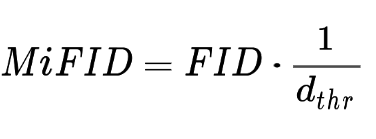 MiFID = FID · 1/d_thr